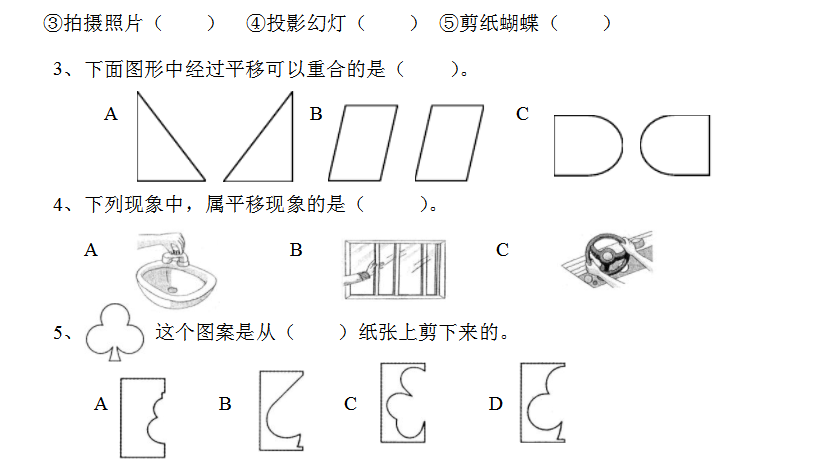 ③拍摄照片（　　） ④投影幻灯（　　） ⑤剪纸蝴蝶（　　）
3、下面图形中经过平移可以重合的是（　　）。
A B C
4、下列现象中，属平移现象的是（　　）。
A B C
5、 这个图案是从（　　）纸张上剪下来的。
A B C D